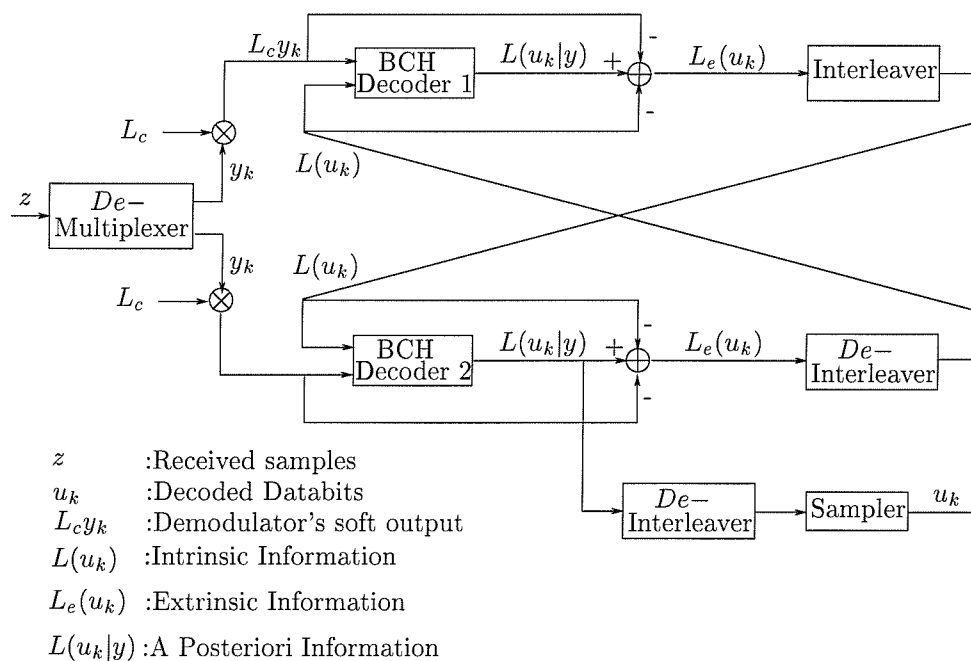 L_c y_k
BCH
Decoder 1
L(u_k|y)
+
-
-
L_e(u_k)
Interleaver
L_c
y_k
L(u_k)
z
De-
Multiplexer
y_k
L_c
L(u_k)
BCH
Decoder 2
L(u_k|y)
+
-
-
L_e(u_k)
De-
Interleaver
De-
Interleaver
Sampler
u_k
z :Received samples
u_k :Decoded Databits
L_c y_k :Demodulator's soft output
L(u_k) :Intrinsic Information
L_e(u_k) :Extrinsic Information
L(u_k|y) :A Posteriori Information